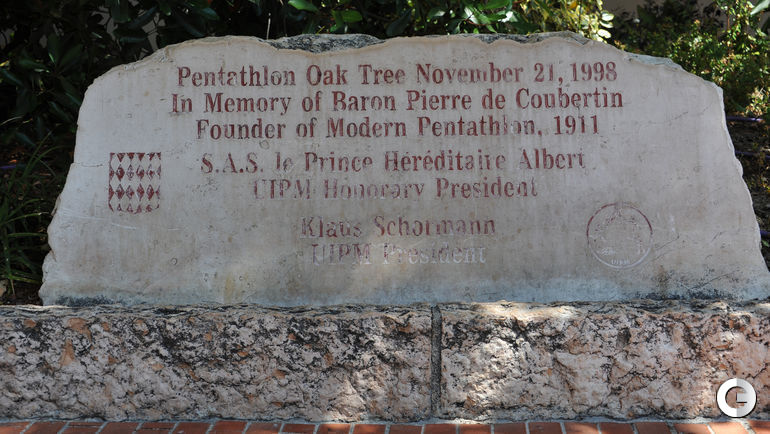 Pentathlon Oak Tree November 21, 1998
In Memory of Baron Pierre de Coubertin
Founder of Modern Pentathlon, 1911
S.A.S. le Prince Héréditaire Albert
UIPM Honorary President
Klaus Schormann
UIPM President
UIPM